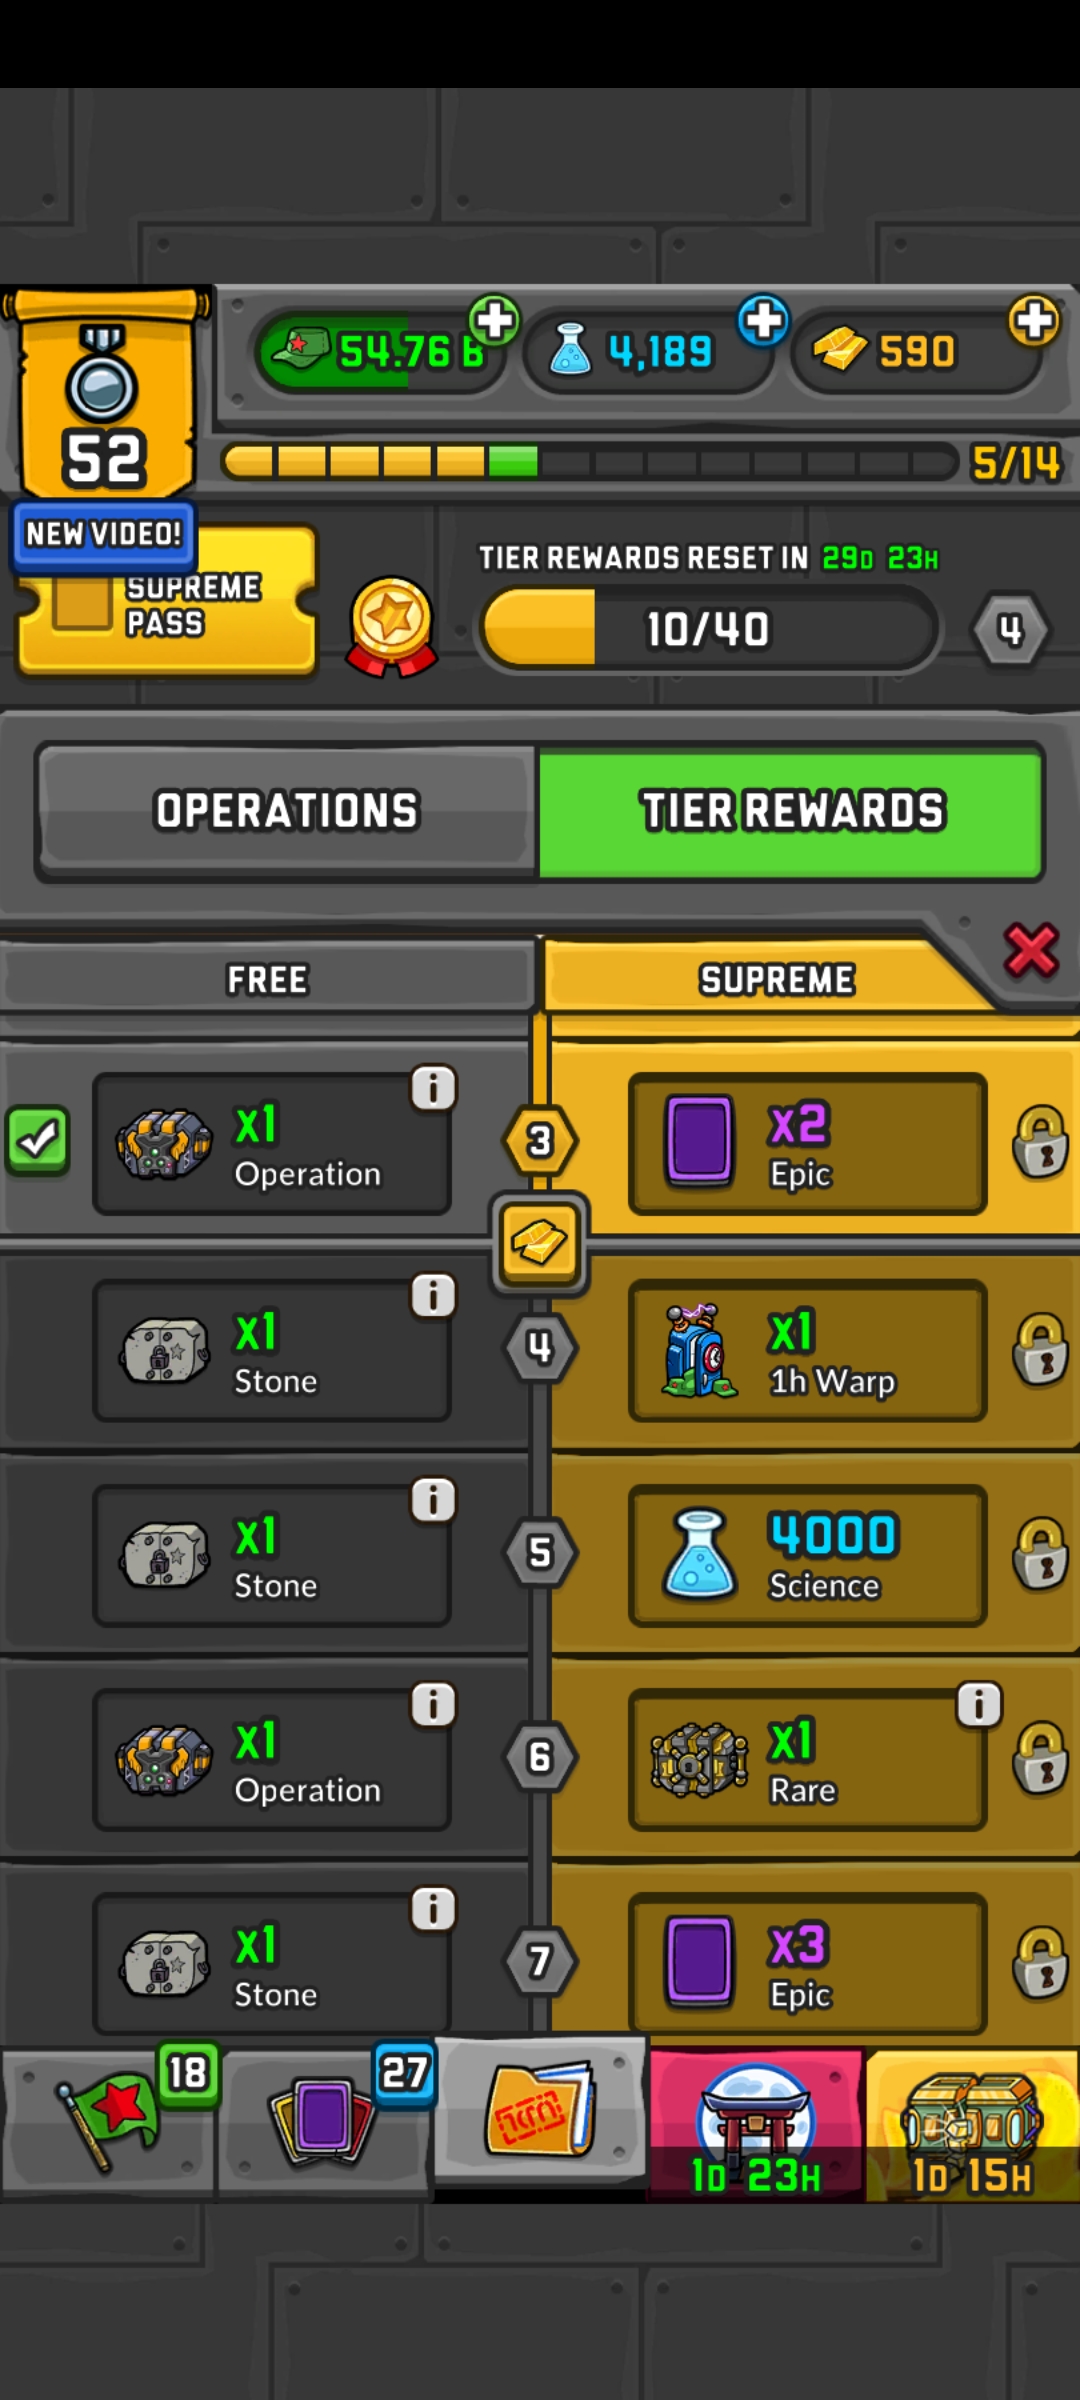 54.76 B
4,189
590
52
5/14
NEW VIDEO!
SUPREME
PASS
TIER REWARDS RESET IN 29D 23H
10/40
4
OPERATIONS
TIER REWARDS
FREE
SUPREME
x1
Operation
3
x2
Epic
x1
Stone
4
x1
1h Warp
x1
Stone
5
4000
Science
x1
Operation
6
x1
Rare
x1
Stone
7
x3
Epic
18
27
1D 23H
1D 15H